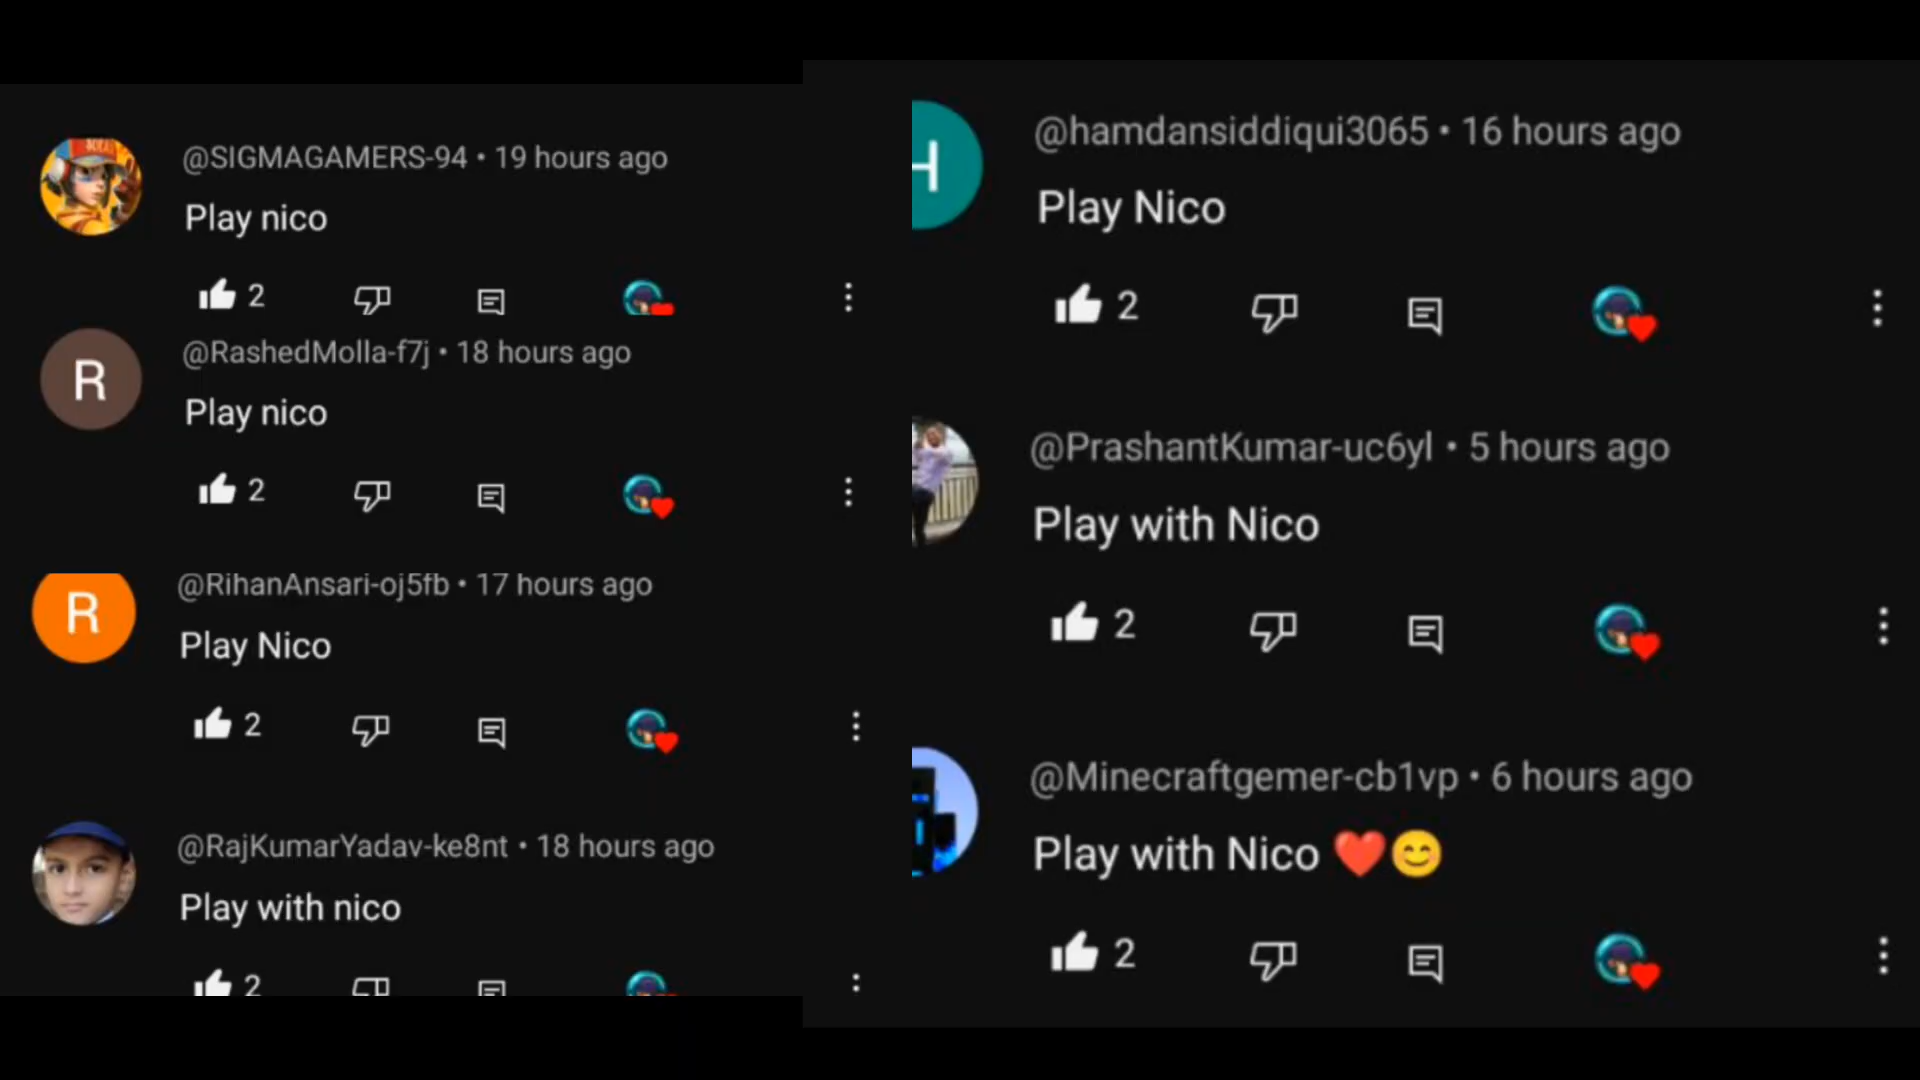 @SIGMAGAMERS-94 • 19 hours ago
Play nico
2
R
@RashedMolla-f7j • 18 hours ago
Play nico
2
R
@RihanAnsari-oj5fb • 17 hours ago
Play Nico
2
@RajKumarYadav-ke8nt • 18 hours ago
Play with nico
2
H
@hamdansiddiqui3065 • 16 hours ago
Play Nico
2
@PrashantKumar-uc6yl • 5 hours ago
Play with Nico
2
@Minecraftgemer-cb1vp • 6 hours ago
Play with Nico ❤️😊
2